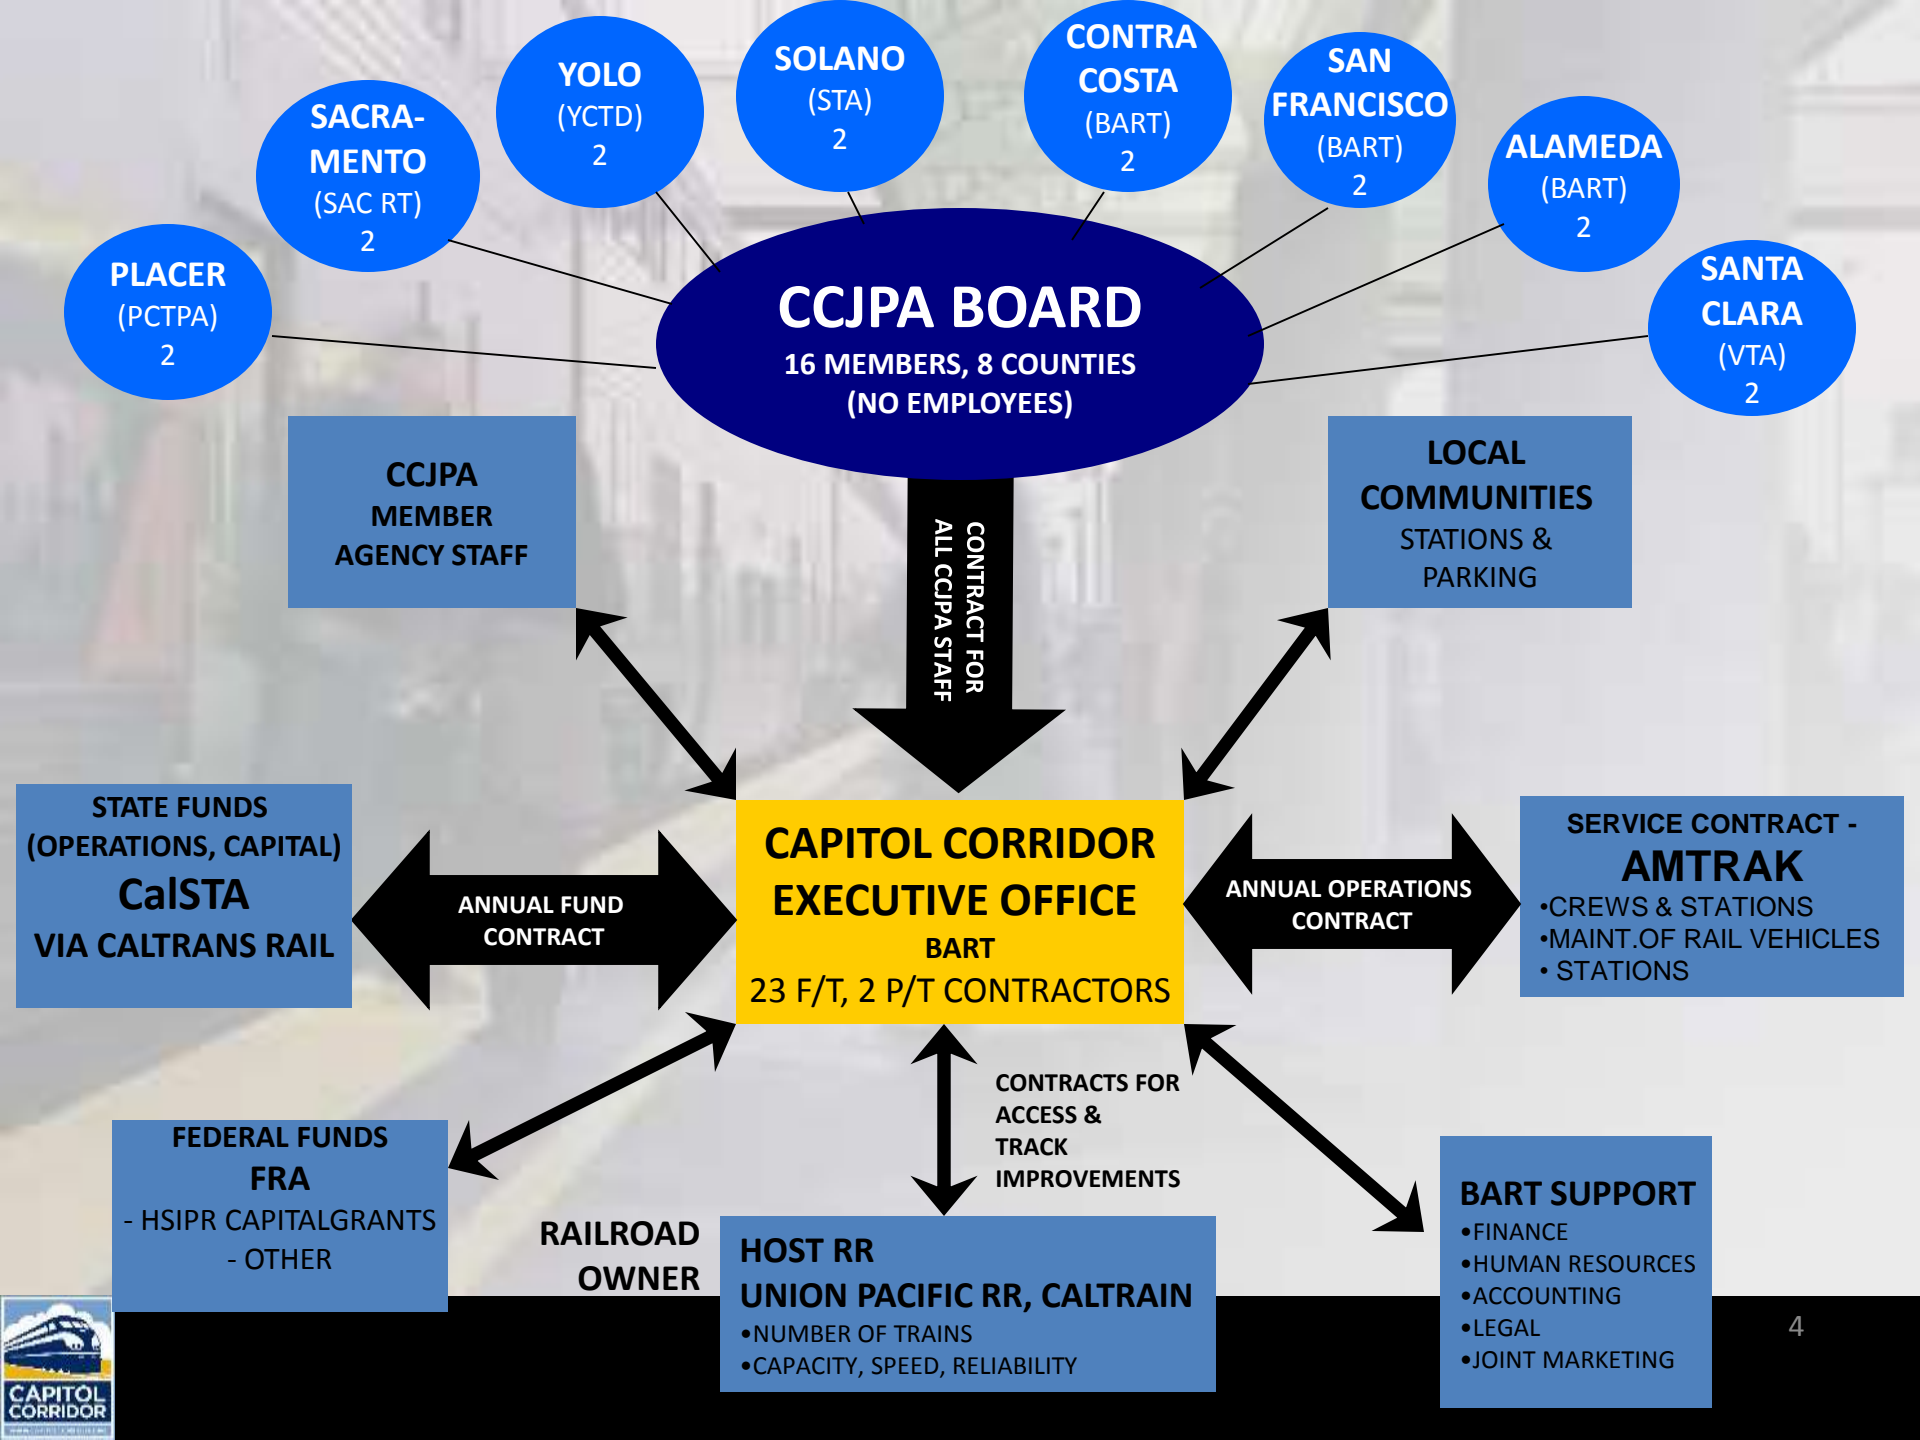 CONTRA
COSTA
(BART)
2
SOLANO
(STA)
2
SAN
FRANCISCO
(BART)
2
YOLO
(YCTD)
2
SACRA-
MENTO
(SAC RT)
2
ALAMEDA
(BART)
2
PLACER
(PCTPA)
2
SANTA
CLARA
(VTA)
2
CCJPA BOARD
16 MEMBERS, 8 COUNTIES
(NO EMPLOYEES)
CCJPA
MEMBER
AGENCY STAFF
CONTRACT FOR
ALL CCJPA STAFF
LOCAL
COMMUNITIES
STATIONS &
PARKING
STATE FUNDS
(OPERATIONS, CAPITAL)
CalSTA
VIA CALTRANS RAIL
ANNUAL FUND
CONTRACT
CAPITOL CORRIDOR
EXECUTIVE OFFICE
BART
23 F/T, 2 P/T CONTRACTORS
ANNUAL OPERATIONS
CONTRACT
SERVICE CONTRACT -
AMTRAK
•CREWS & STATIONS
•MAINT.OF RAIL VEHICLES
• STATIONS
FEDERAL FUNDS
FRA
- HSIPR CAPITALGRANTS
- OTHER
CONTRACTS FOR
ACCESS &
TRACK
IMPROVEMENTS
RAILROAD
OWNER
HOST RR
UNION PACIFIC RR, CALTRAIN
•NUMBER OF TRAINS
•CAPACITY, SPEED, RELIABILITY
BART SUPPORT
•FINANCE
•HUMAN RESOURCES
•ACCOUNTING
•LEGAL
•JOINT MARKETING
4
CAPITOL
CORRIDOR